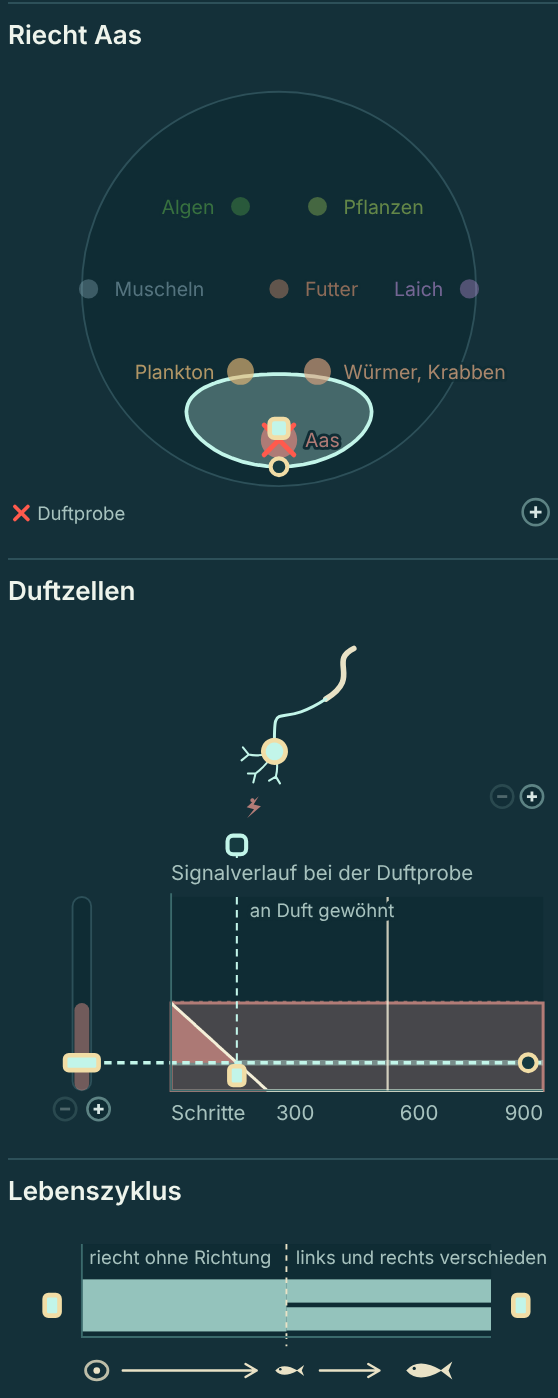 Riecht Aas
Algen
Pflanzen
Muscheln
Futter
Laich
Plankton
Würmer, Krabben
Aas
Duftprobe
Duftzellen
Signalverlauf bei der Duftprobe
an Duft gewöhnt
Schritte 300 600 900
Lebenszyklus
riecht ohne Richtung
links und rechts verschieden